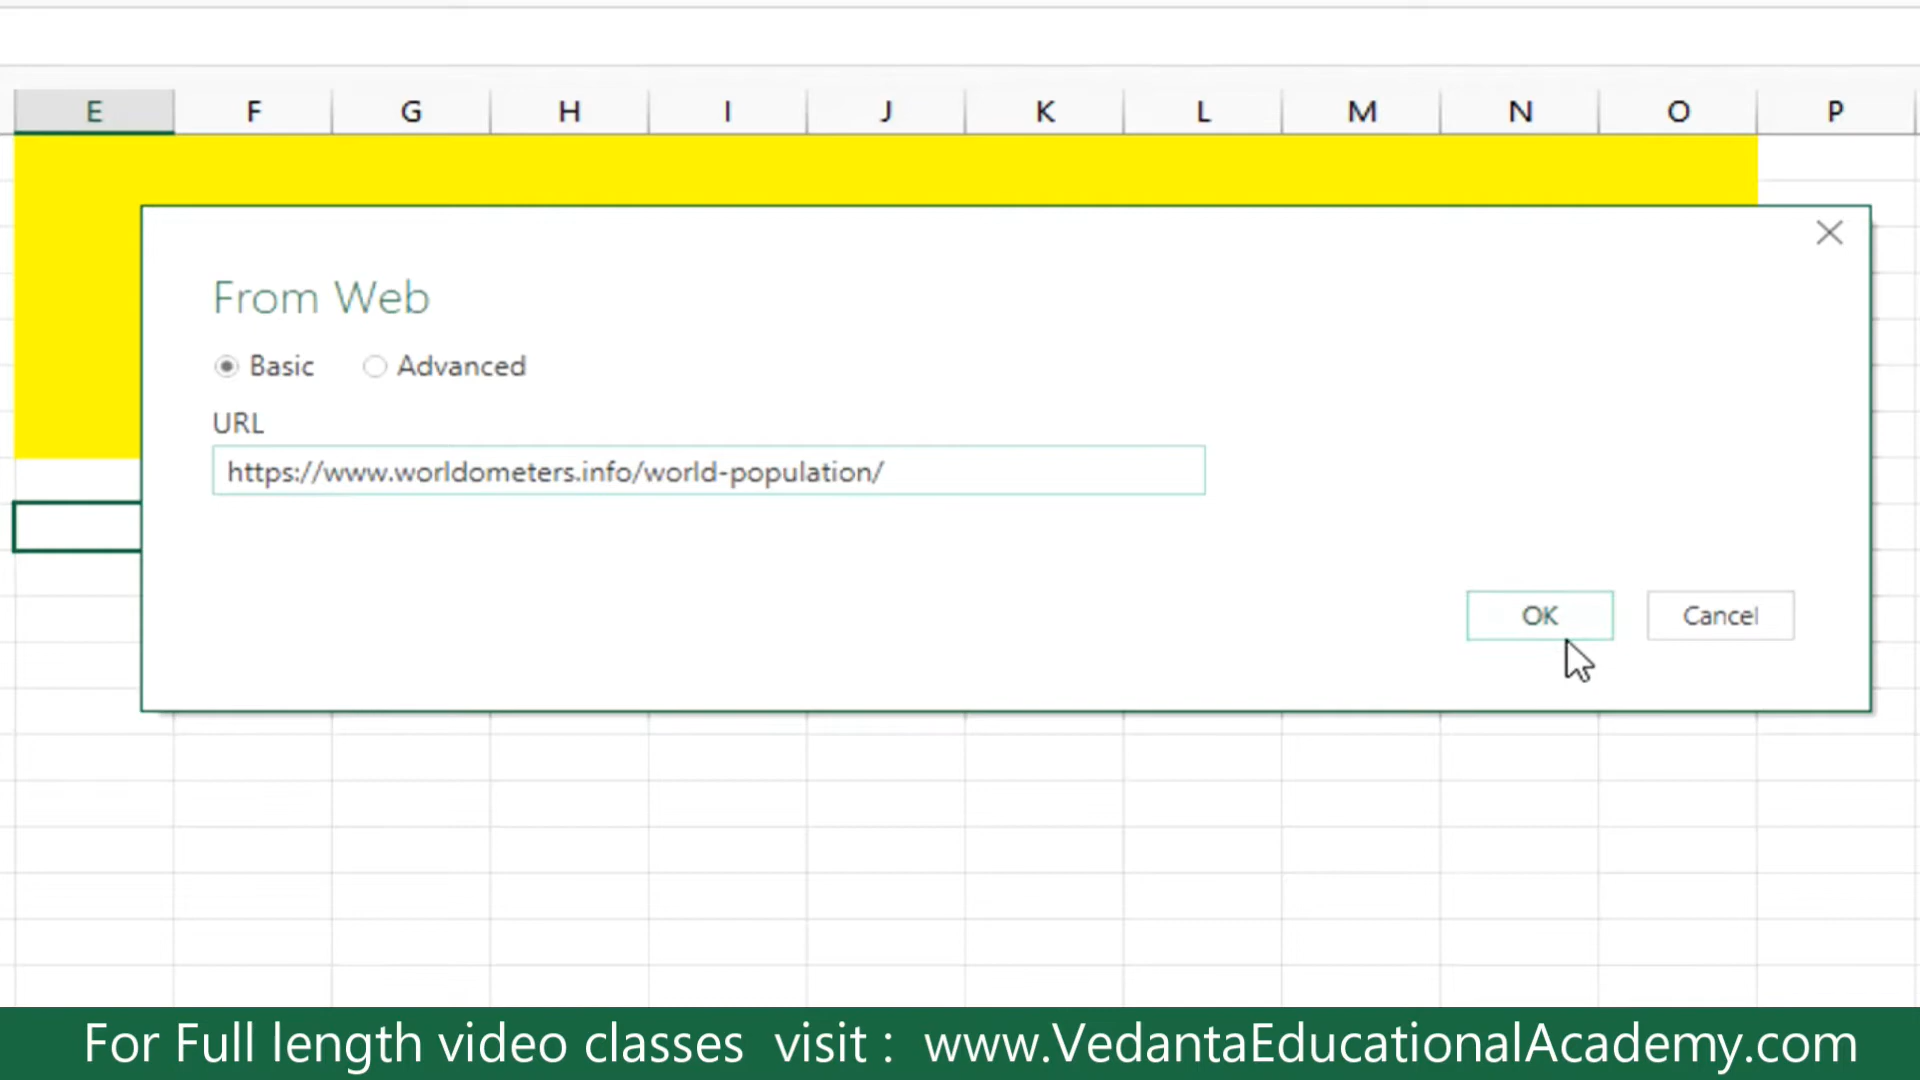 E F G H I J K L M N O P
From Web
Basic Advanced
URL
https://www.worldometers.info/world-population/
OK Cancel
For Full length video classes visit : www.VedantaEducationalAcademy.com